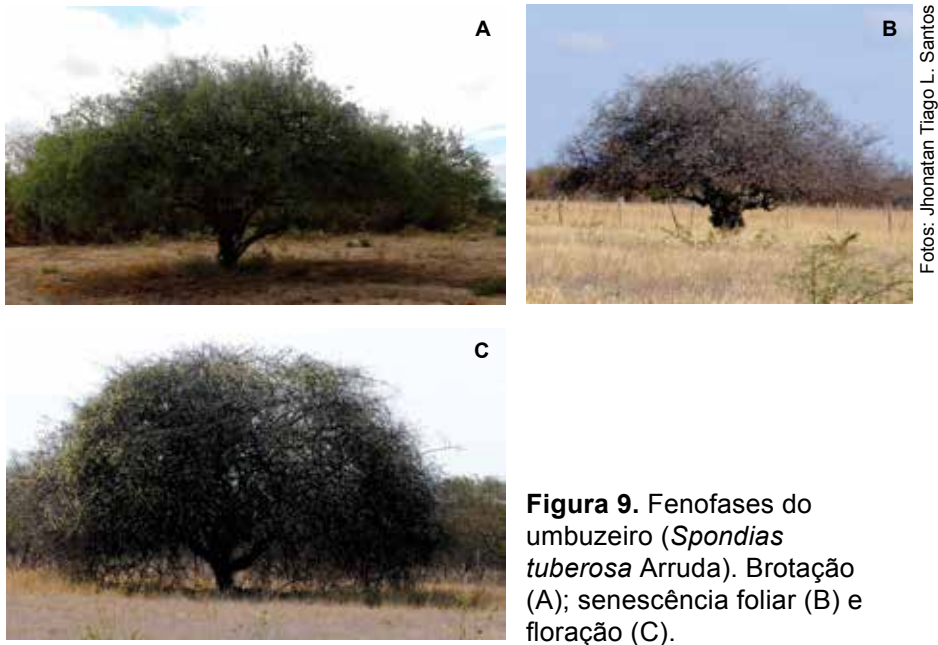 A
B
Fotos: Jhonatan Tiago L. Santos
C
Figura 9. Fenofases do
umbuzeiro (Spondias
tuberosa Arruda). Brotação
(A); senescência foliar (B) e
floração (C).